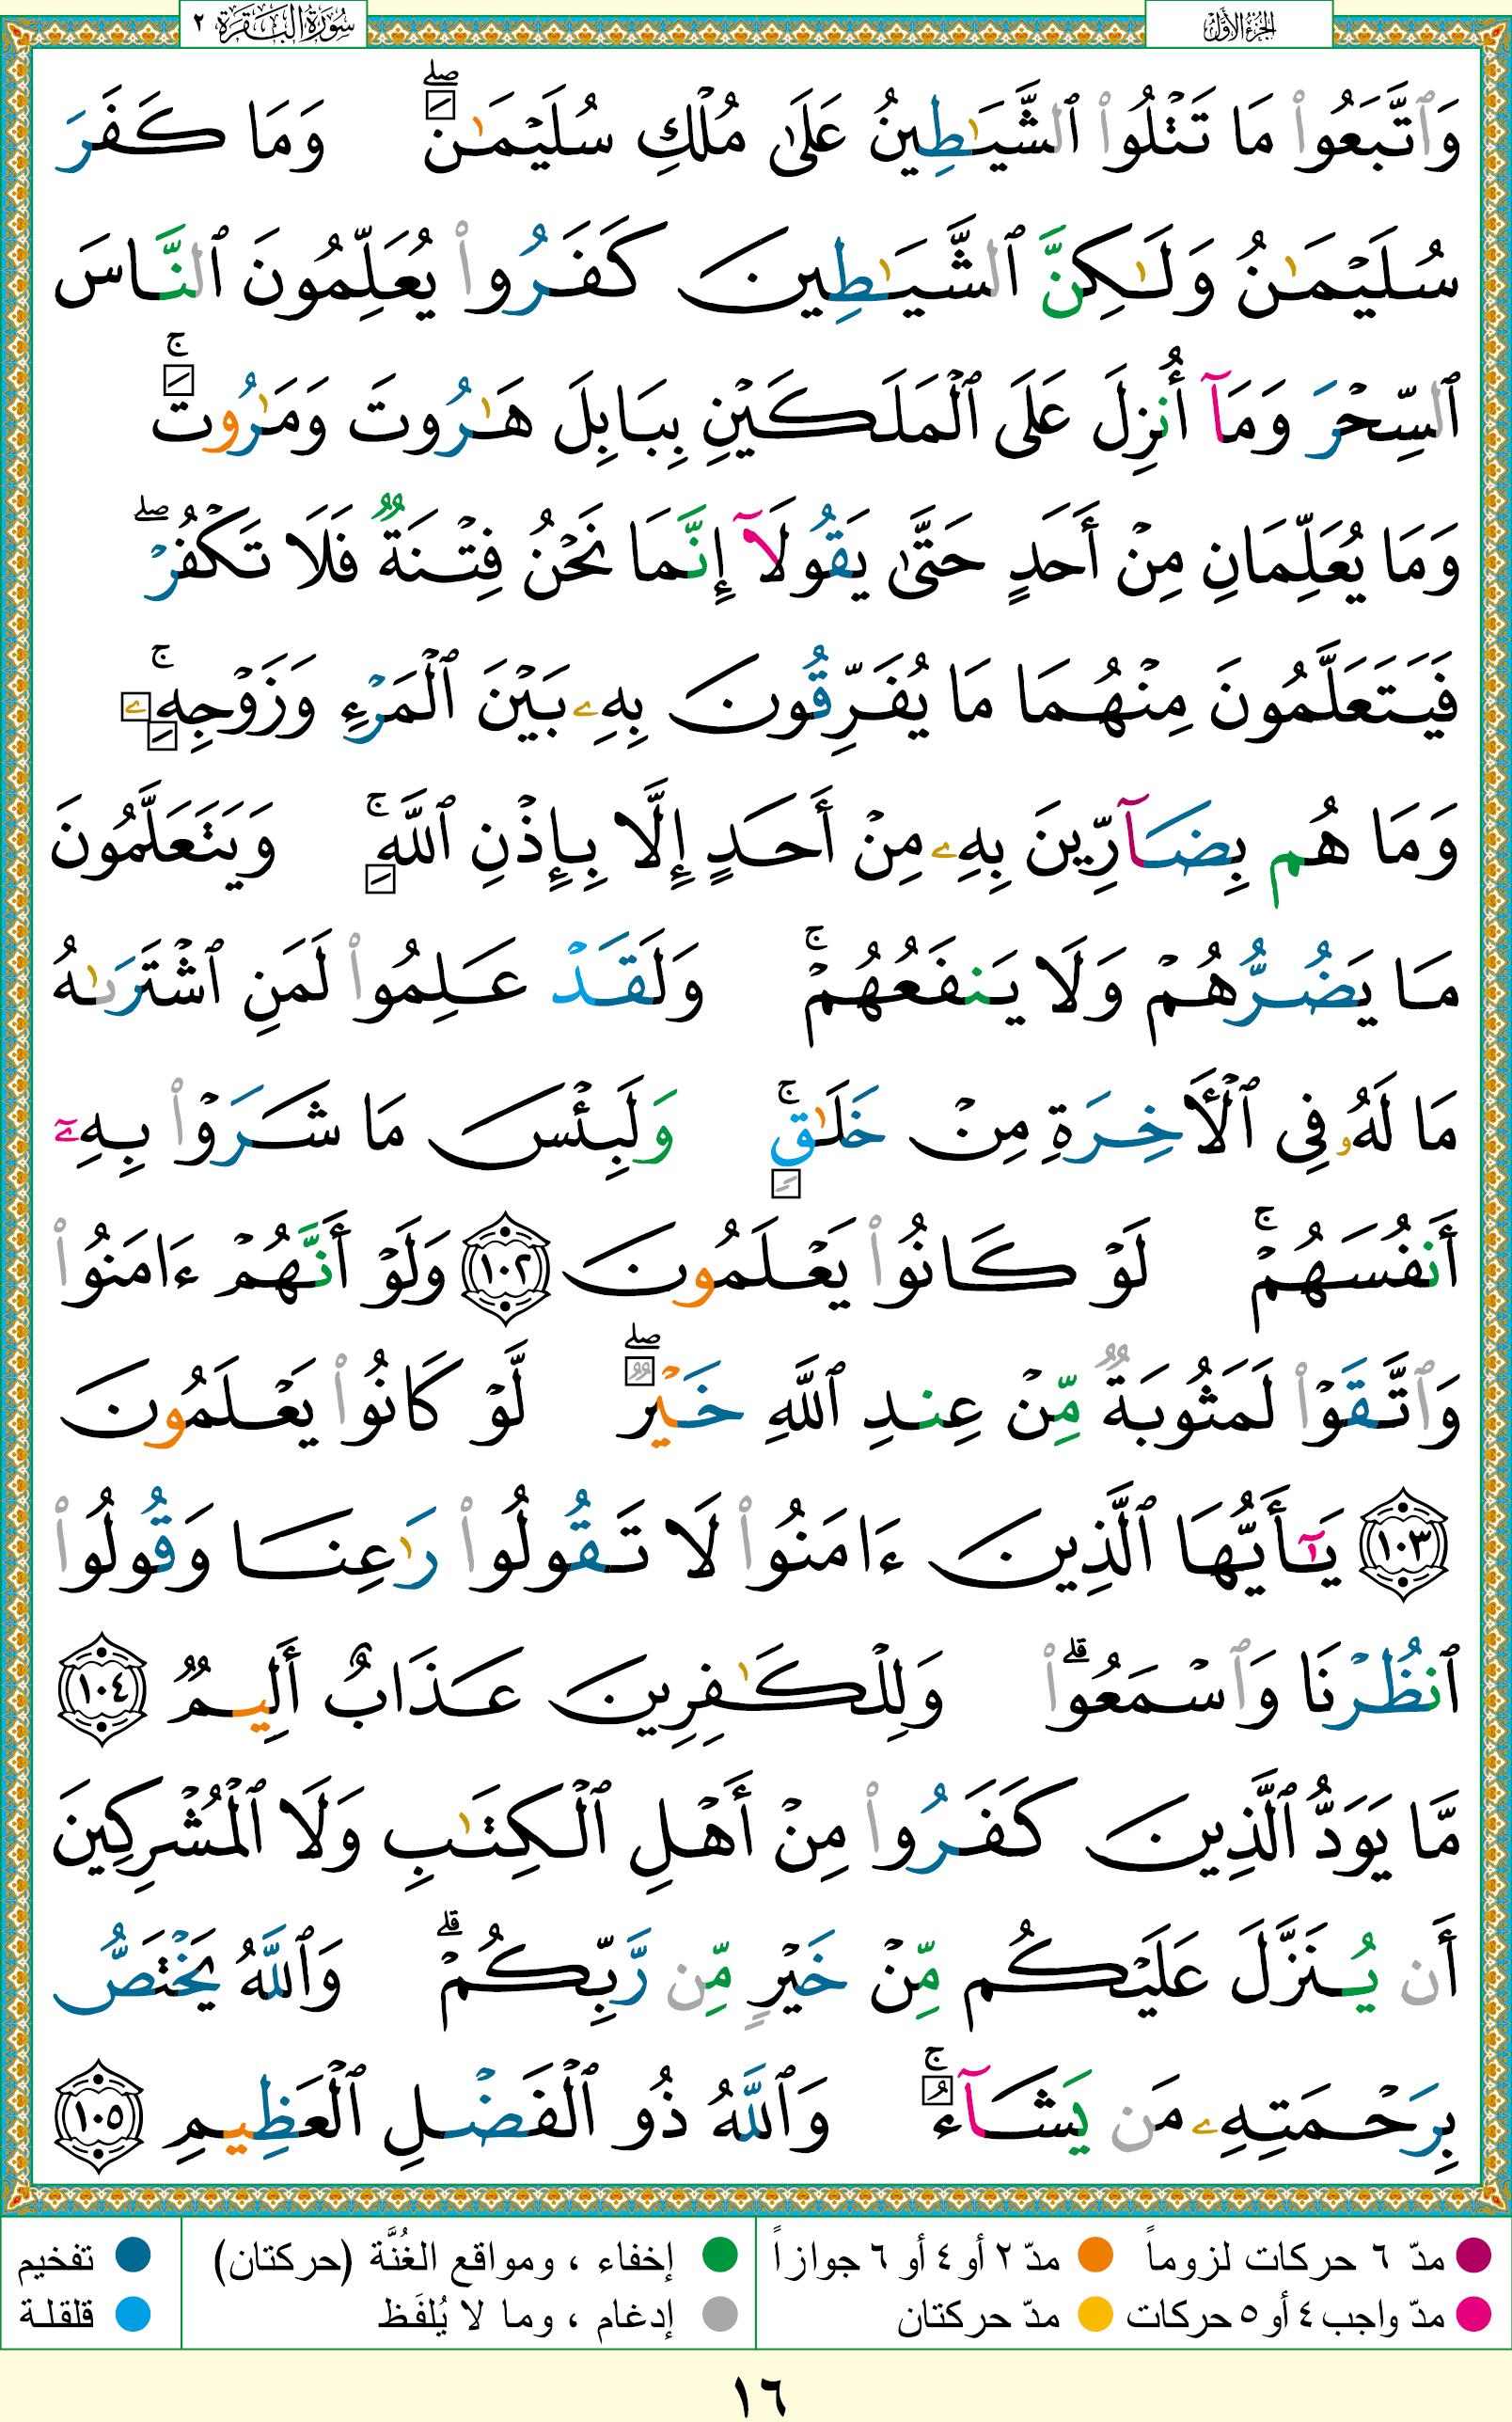 الجزء الأول
سورة البقرة ٢
وَٱتَّبَعُوا۟ مَا تَتْلُوا۟ ٱلشَّيَـٰطِينُ عَلَىٰ مُلْكِ سُلَيْمَـٰنَ ۖ وَمَا كَفَرَ
سُلَيْمَـٰنُ وَلَـٰكِنَّ ٱلشَّيَـٰطِينَ كَفَرُوا۟ يُعَلِّمُونَ ٱلنَّاسَ
ٱلسِّحْرَ وَمَآ أُنزِلَ عَلَى ٱلْمَلَكَيْنِ بِبَابِلَ هَـٰرُوتَ وَمَـٰرُوتَ ۚ
وَمَا يُعَلِّمَانِ مِنْ أَحَدٍ حَتَّىٰ يَقُولَآ إِنَّمَا نَحْنُ فِتْنَةٌ فَلَا تَكْفُرْ ۖ
فَيَتَعَلَّمُونَ مِنْهُمَا مَا يُفَرِّقُونَ بِهِۦ بَيْنَ ٱلْمَرْءِ وَزَوْجِهِۦ ۚ
وَمَا هُم بِضَآرِّينَ بِهِۦ مِنْ أَحَدٍ إِلَّا بِإِذْنِ ٱللَّهِ ۚ وَيَتَعَلَّمُونَ
مَا يَضُرُّهُمْ وَلَا يَنفَعُهُمْ ۚ وَلَقَدْ عَلِمُوا۟ لَمَنِ ٱشْتَرَىٰهُ
مَا لَهُۥ فِى ٱلْـَٔاخِرَةِ مِنْ خَلَـٰقٍ ۚ وَلَبِئْسَ مَا شَرَوْا۟ بِهِۦٓ
أَنفُسَهُمْ ۚ لَوْ كَانُوا۟ يَعْلَمُونَ ١٠٢ وَلَوْ أَنَّهُمْ ءَامَنُوا۟
وَٱتَّقَوْا۟ لَمَثُوبَةٌ مِّنْ عِندِ ٱللَّهِ خَيْرٌ ۖ لَّوْ كَانُوا۟ يَعْلَمُونَ
١٠٣ يَـٰٓأَيُّهَا ٱلَّذِينَ ءَامَنُوا۟ لَا تَقُولُوا۟ رَٰعِنَا وَقُولُوا۟
ٱنظُرْنَا وَٱسْمَعُوا۟ ۗ وَلِلْكَـٰفِرِينَ عَذَابٌ أَلِيمٌ ١٠٤
مَّا يَوَدُّ ٱلَّذِينَ كَفَرُوا۟ مِنْ أَهْلِ ٱلْكِتَـٰبِ وَلَا ٱلْمُشْرِكِينَ
أَن يُنَزَّلَ عَلَيْكُم مِّنْ خَيْرٍ مِّن رَّبِّكُمْ ۗ وَٱللَّهُ يَخْتَصُّ
بِرَحْمَتِهِۦ مَن يَشَآءُ ۚ وَٱللَّهُ ذُو ٱلْفَضْلِ ٱلْعَظِيمِ ١٠٥
مدّ ٦ حركات لزوماً مدّ ٢ أو ٤ أو ٦ جوازاً إخفاء ، ومواقع الغُنَّة (حركتان) تفخيم
مدّ واجب ٤ أو ٥ حركات مدّ حركتان إدغام ، وما لا يُلفَظ قلقلة
١٦